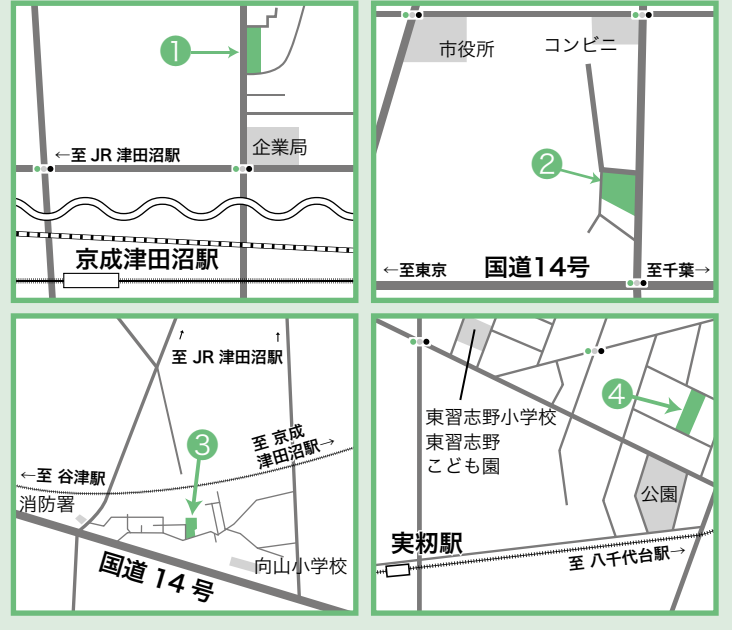 1
企業局
←至 JR 津田沼駅
京成津田沼駅
市役所
コンビニ
2
←至東京
国道14号
至千葉→
↑
↑
至 JR 津田沼駅
3
至 京成
津田沼駅→
←至 谷津駅
消防署
国道 14 号
向山小学校
4
東習志野小学校
東習志野
こども園
公園
実籾駅
至 八千代台駅→